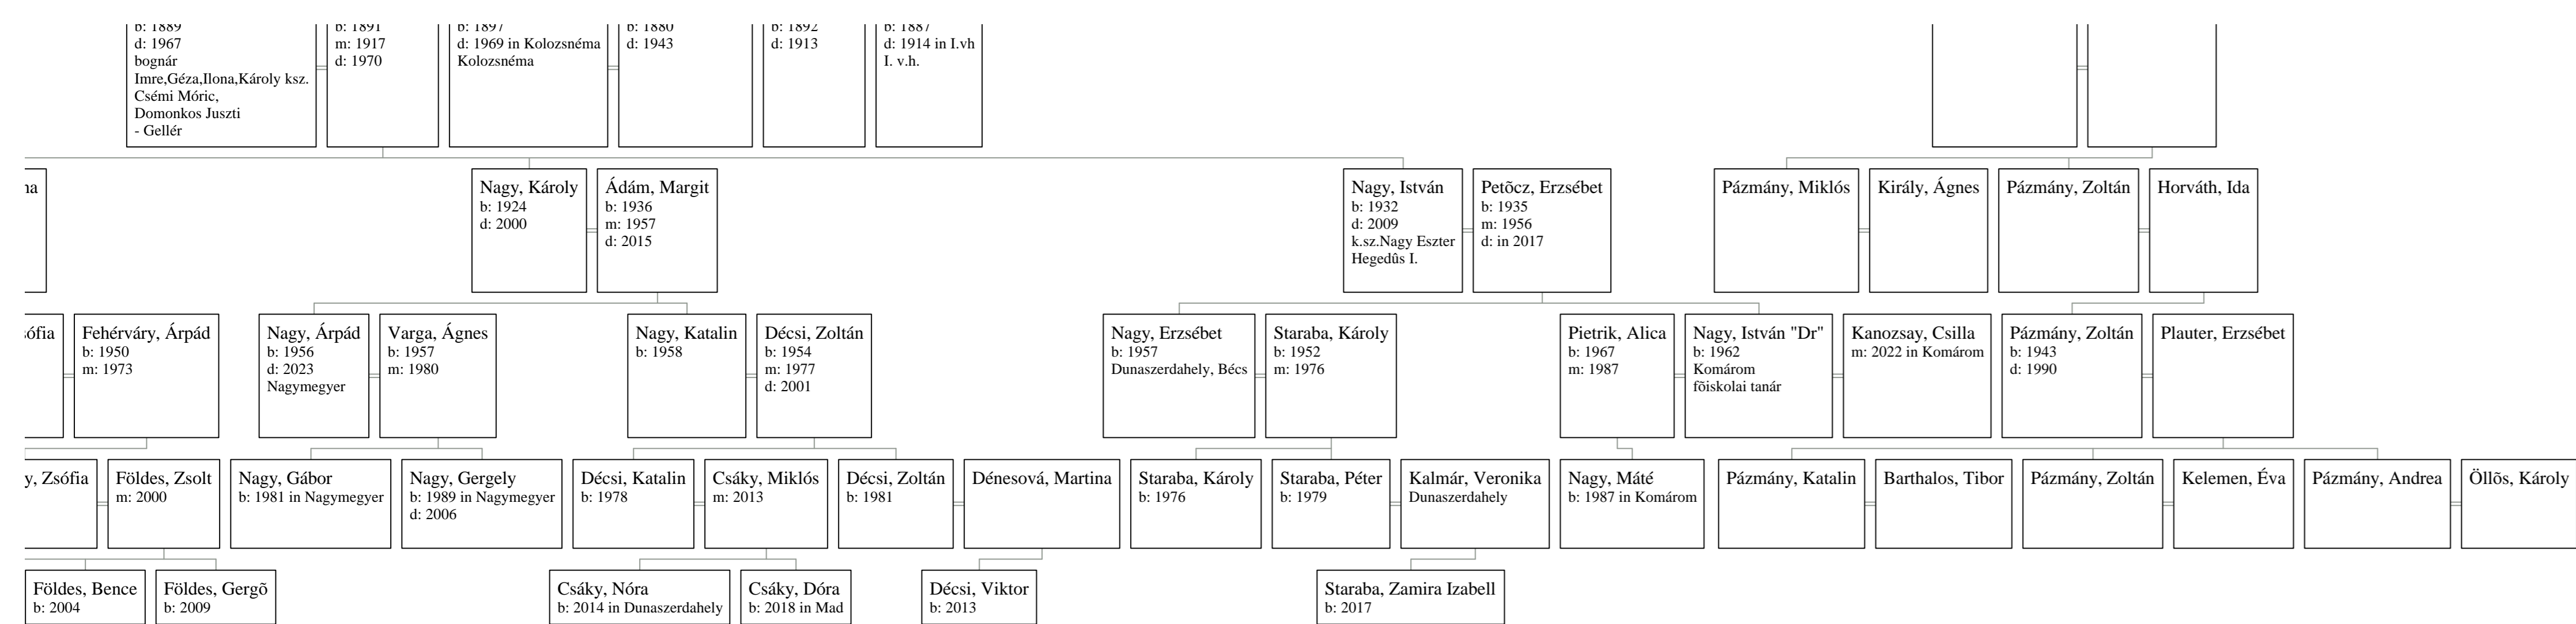 b: 1889
d: 1967
bognár
Imre,Géza,Ilona,Károly ksz.
Csémi Móric,
Domonkos Juszti
- Gellér
b: 1891
m: 1917
d: 1970
b: 1897
d: 1969 in Kolozsnéma
Kolozsnéma
b: 1880
d: 1943
b: 1892
d: 1913
b: 1887
d: 1914 in I.vh
I. v.h.
Nagy, Károly
b: 1924
d: 2000
Ádám, Margit
b: 1936
m: 1957
d: 2015
Nagy, István
b: 1932
d: 2009
k.sz.Nagy Eszter
Hegedûs I.
Petõcz, Erzsébet
b: 1935
m: 1956
d: in 2017
Pázmány, Miklós
Király, Ágnes
Pázmány, Zoltán
Horváth, Ida
Fehérváry, Árpád
b: 1950
m: 1973
Nagy, Árpád
b: 1956
d: 2023
Nagymegyer
Varga, Ágnes
b: 1957
m: 1980
Nagy, Katalin
b: 1958
Décsi, Zoltán
b: 1954
m: 1977
d: 2001
Nagy, Erzsébet
b: 1957
Dunaszerdahely, Bécs
Staraba, Károly
b: 1952
m: 1976
Pietrik, Alica
b: 1967
m: 1987
Nagy, István "Dr"
b: 1962
Komárom
fõiskolai tanár
Kanozsay, Csilla
m: 2022 in Komárom
Pázmány, Zoltán
b: 1943
d: 1990
Plauter, Erzsébet
y, Zsófia
Földes, Zsolt
m: 2000
Nagy, Gábor
b: 1981 in Nagymegyer
Nagy, Gergely
b: 1989 in Nagymegyer
d: 2006
Décsi, Katalin
b: 1978
Csáky, Miklós
m: 2013
Décsi, Zoltán
b: 1981
Dénesová, Martina
Staraba, Károly
b: 1976
Staraba, Péter
b: 1979
Kalmár, Veronika
Dunaszerdahely
Nagy, Máté
b: 1987 in Komárom
Pázmány, Katalin
Barthalos, Tibor
Pázmány, Zoltán
Kelemen, Éva
Pázmány, Andrea
Öllõs, Károly
Földes, Bence
b: 2004
Földes, Gergõ
b: 2009
Csáky, Nóra
b: 2014 in Dunaszerdahely
Csáky, Dóra
b: 2018 in Mad
Décsi, Viktor
b: 2013
Staraba, Zamira Izabell
b: 2017